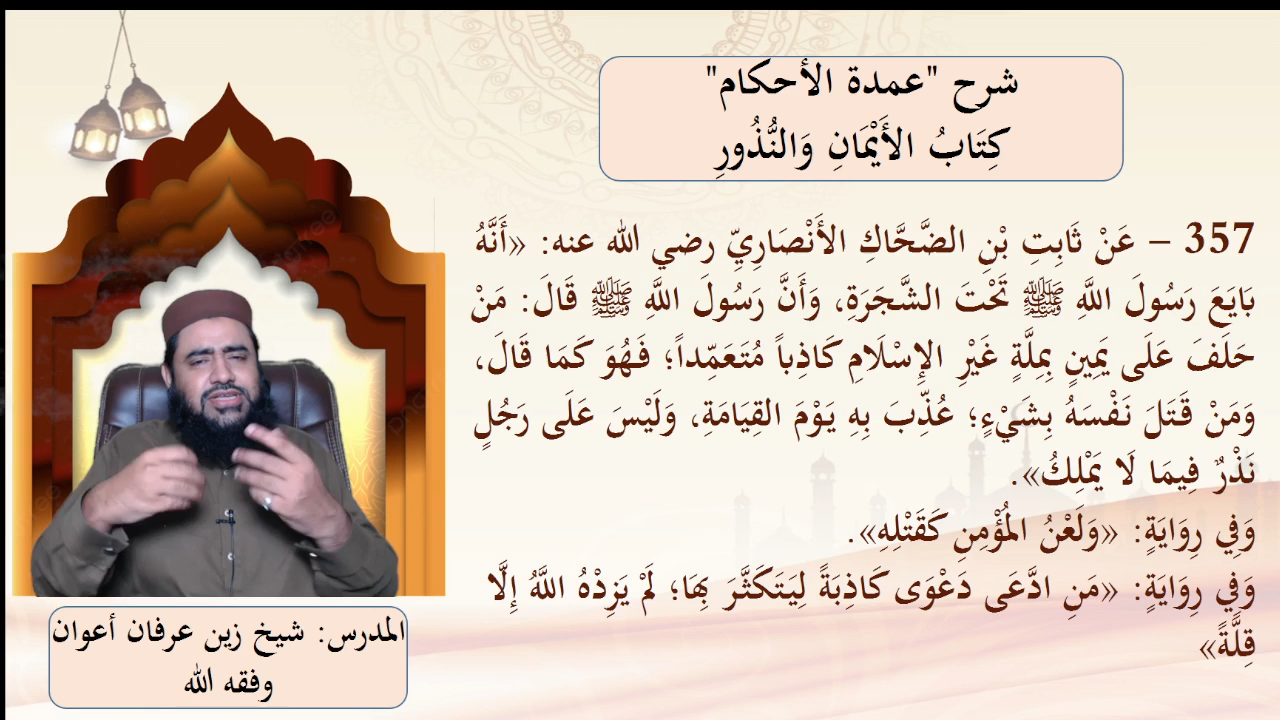 شرح "عمدة الأحكام"
كِتَابُ الأَيْمَانِ وَالنُّذُورِ
357 – عَنْ ثَابِتِ بْنِ الضَّحَّاكِ الأَنْصَارِيِّ رضي الله عنه: «أَنَّهُ
بَايَعَ رَسُولَ اللَّهِ ﷺ تَحْتَ الشَّجَرَةِ، وَأَنَّ رَسُولَ اللَّهِ ﷺ قَالَ: مَنْ
حَلَفَ عَلَى يَمِينٍ بِمِلَّةٍ غَيْرِ الإِسْلَامِ كَاذِباً مُتَعَمِّداً؛ فَهُوَ كَمَا قَالَ،
وَمَنْ قَتَلَ نَفْسَهُ بِشَيْءٍ؛ عُذِّبَ بِهِ يَوْمَ القِيَامَةِ، وَلَيْسَ عَلَى رَجُلٍ
نَذْرٌ فِيمَا لَا يَمْلِكُ».
وَفِي رِوَايَةٍ: «وَلَعْنُ المُؤْمِنِ كَقَتْلِهِ».
وَفِي رِوَايَةٍ: «مَنِ ادَّعَى دَعْوَى كَاذِبَةً لِيَتَكَثَّرَ بِهَا؛ لَمْ يَزِدْهُ اللَّهُ إِلَّا
قِلَّةً»
المدرس: شيخ زين عرفان أعوان
وفقه الله